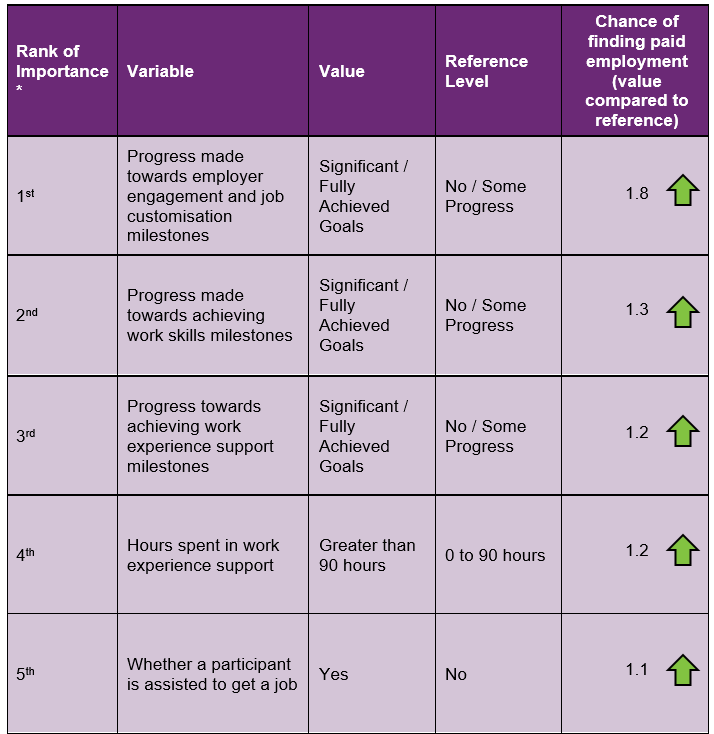 Rank of
Importance
*
Variable
Value
Reference
Level
Chance of
finding paid
employment
(value
compared to
reference)
1st
Progress made
towards employer
engagement and job
customisation
milestones
Significant /
Fully
Achieved
Goals
No / Some
Progress
1.8
2nd
Progress made
towards achieving
work skills milestones
Significant /
Fully
Achieved
Goals
No / Some
Progress
1.3
3rd
Progress towards
achieving work
experience support
milestones
Significant /
Fully
Achieved
Goals
No / Some
Progress
1.2
4th
Hours spent in work
experience support
Greater than
90 hours
0 to 90 hours
1.2
5th
Whether a participant
is assisted to get a job
Yes
No
1.1